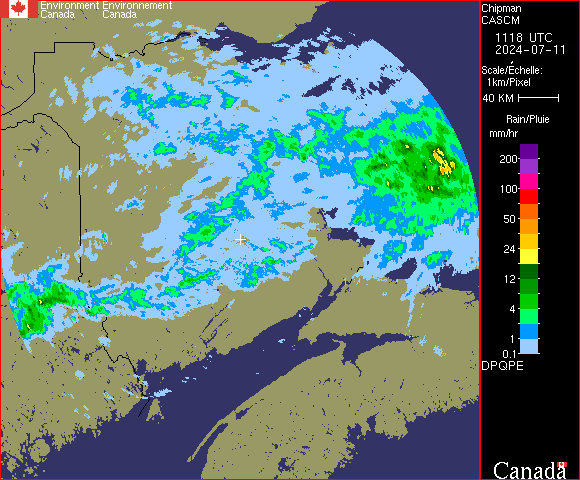 Environment Environnement
Canada Canada
Chipman
CASCM
1118 UTC
2024-07-11
Scale/Échelle:
1km/Pixel
40 KM
Rain/Pluie
mm/hr
200
100
50
24
12
4
1
0.1
DPQPE
Canada